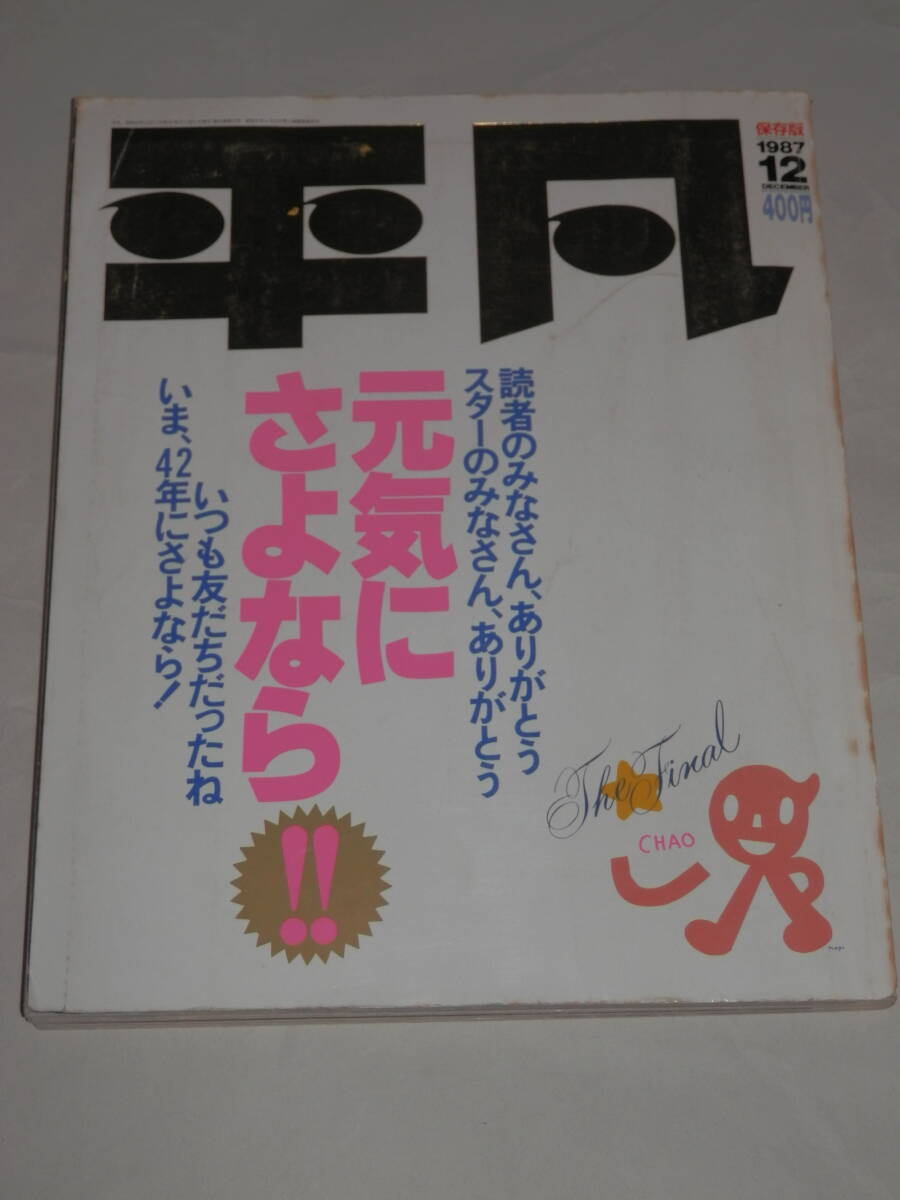 平凡
保存版
1987
12
DECEMBER
400円
読者のみなさん、ありがとう
スターのみなさん、ありがとう
元気に
さよなら
!!
いつも友だちだったね
いま、42年にさよなら!
The Final
CHAO